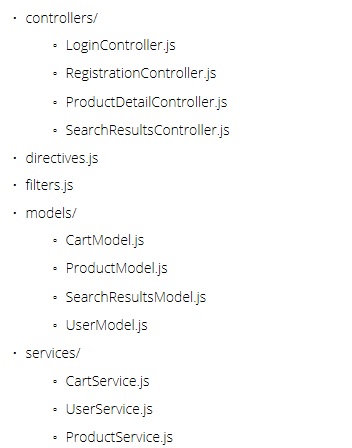 • controllers/
◦ LoginController.js
◦ RegistrationController.js
◦ ProductDetailController.js
◦ SearchResultsController.js
• directives.js
• filters.js
• models/
◦ CartModel.js
◦ ProductModel.js
◦ SearchResultsModel.js
◦ UserModel.js
• services/
◦ CartService.js
◦ UserService.js
◦ ProductService.js